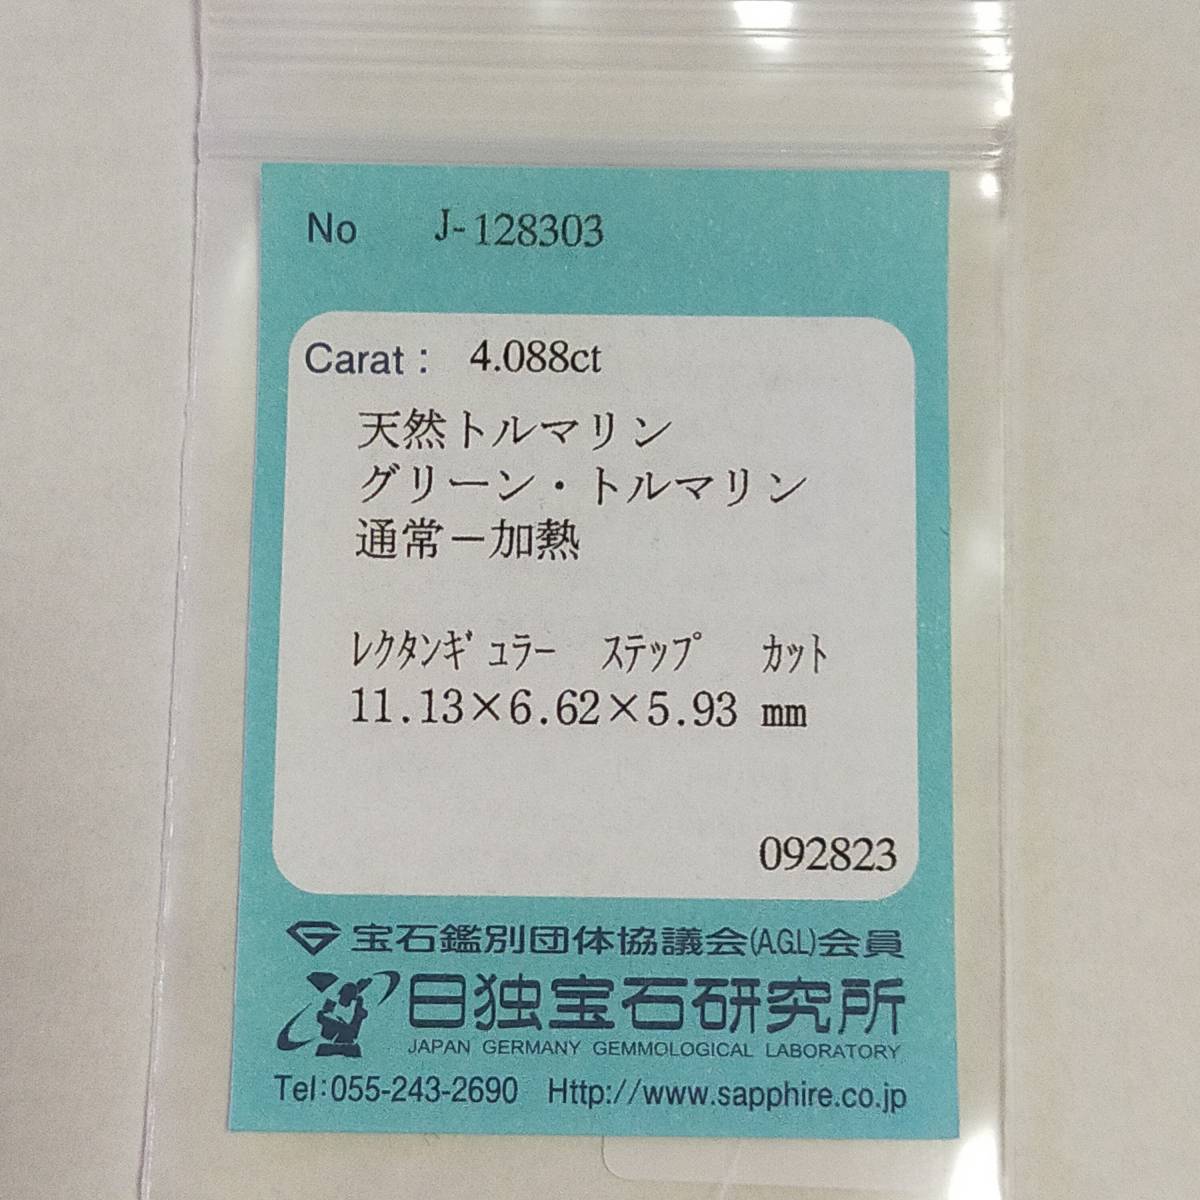 No J-128303
Carat : 4.088ct
天然トルマリン
グリーン・トルマリン
通常－加熱
ﾚｸﾀﾝｷﾞｭﾗｰ ｽﾃｯﾌﾟ ｶｯﾄ
11.13×6.62×5.93 mm
092823
宝石鑑別団体協議会(A.G.L)会員
日独宝石研究所
JAPAN GERMANY GEMMOLOGICAL LABORATORY
Tel:055-243-2690 Http://www.sapphire.co.jp